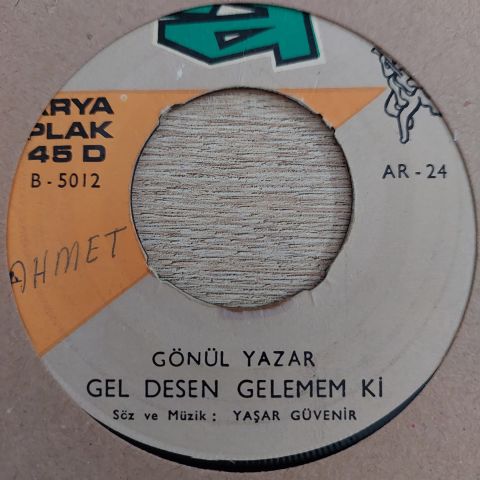 ARYA
PLAK
45 D
B - 5012
AR - 24
AHMET
GÖNÜL YAZAR
GEL DESEN GELEMEM Kİ
Söz ve Müzik : YAŞAR GÜVENİR